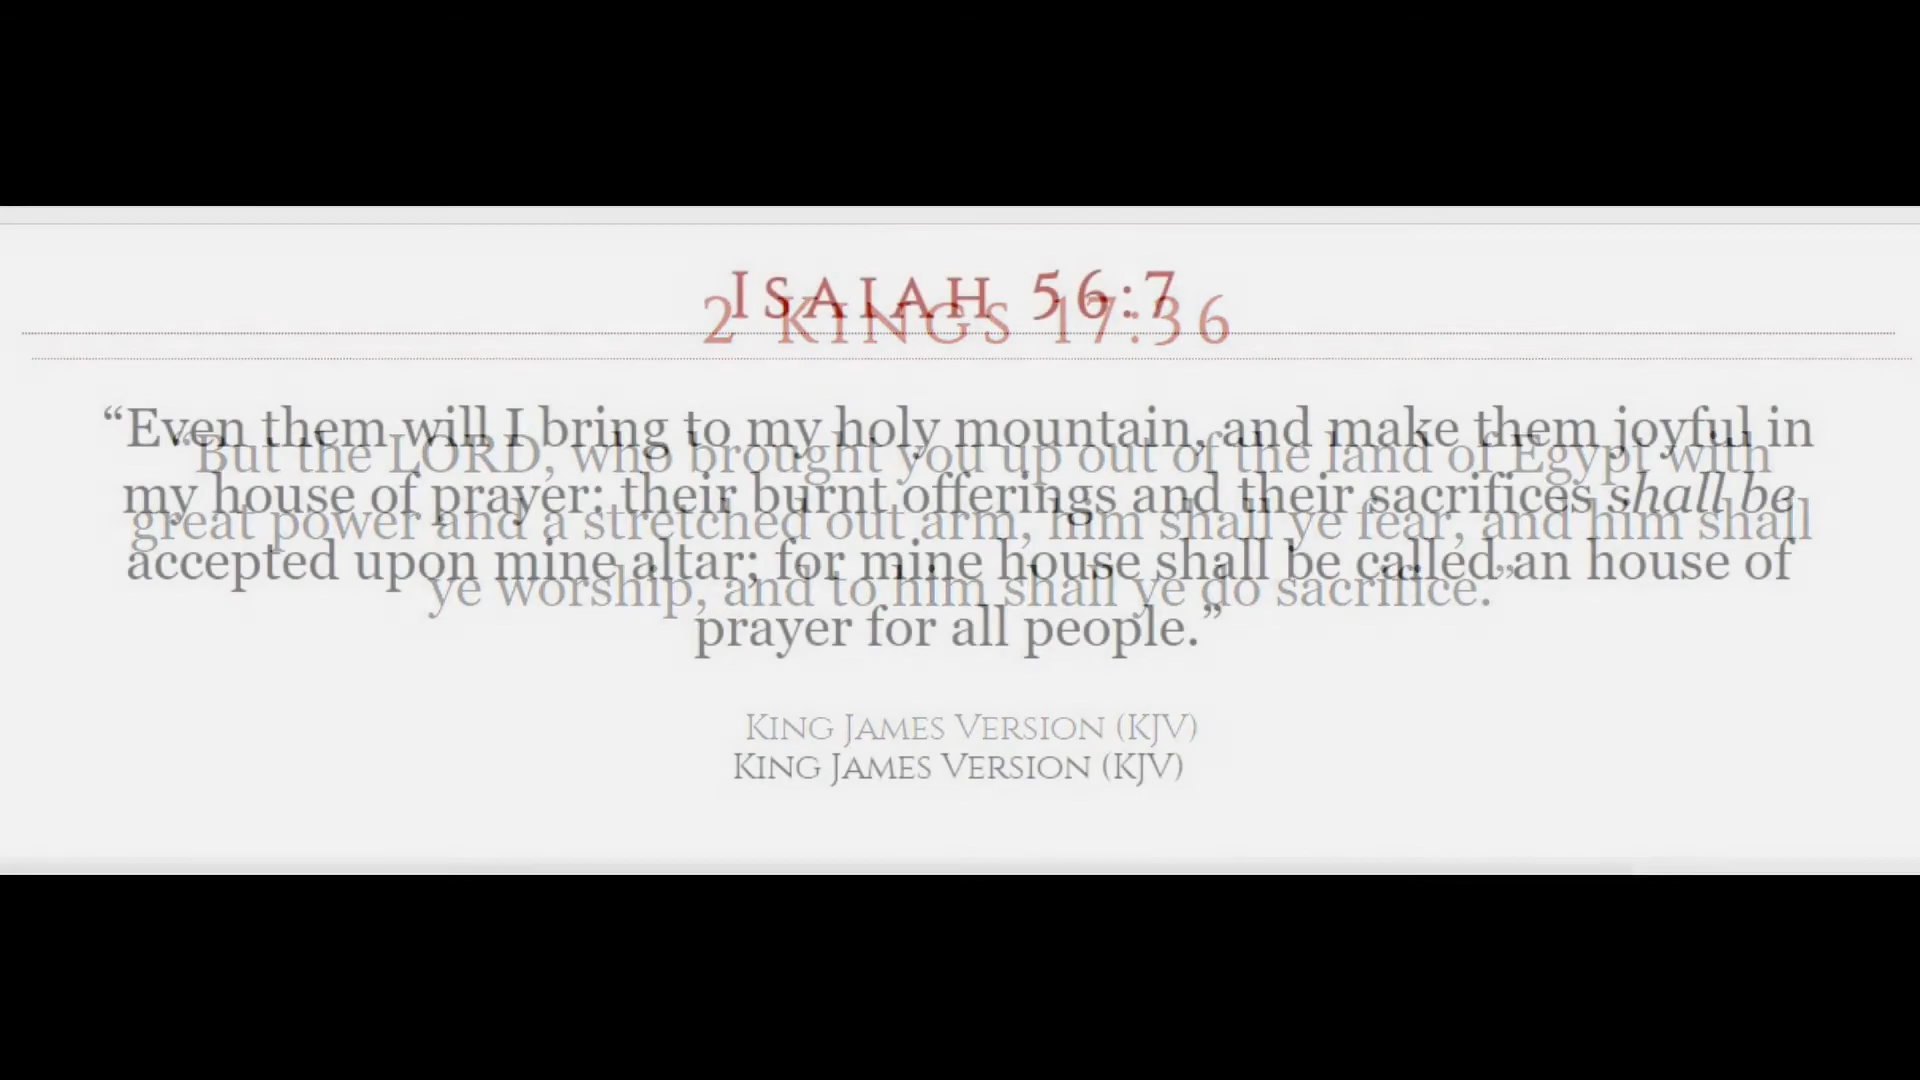 Isaiah 56:7
2 Kings 17:36
“Even them will I bring to my holy mountain, and make them joyful in
“But the LORD, who brought you up out of the land of Egypt with
my house of prayer: their burnt offerings and their sacrifices shall be
great power and a stretched out arm, him shall ye fear, and him shall
accepted upon mine altar; for mine house shall be called an house of
ye worship, and to him shall ye do sacrifice.”
prayer for all people.”
King James Version (KJV)
King James Version (KJV)